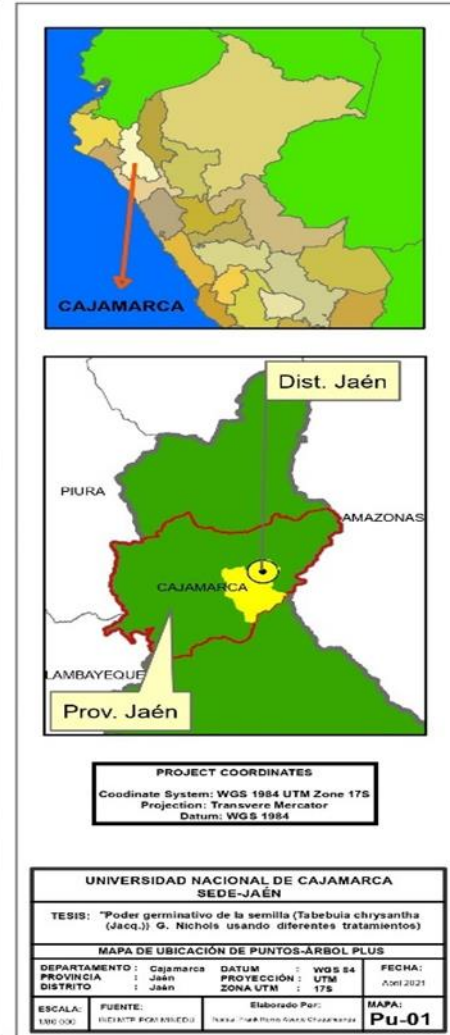 CAJAMARCA
Dist. Jaén
PIURA
AMAZONAS
CAJAMARCA
LAMBAYEQUE
Prov. Jaén
PROJECT COORDINATES
Coodinate System: WGS 1984 UTM Zone 17S
Projection: Transvere Mercator
Datum: WGS 1984
UNIVERSIDAD NACIONAL DE CAJAMARCA
SEDE-JAÉN
TESIS: "Poder germinativo de la semilla (Tabebuia chrysantha
(Jacq.)) G. Nichols usando diferentes tratamientos)
MAPA DE UBICACIÓN DE PUNTOS-ÁRBOL PLUS
DEPARTAMENTO : Cajamarca DATUM : WGS 84 FECHA:
PROVINCIA : Jaén PROYECCIÓN : UTM Abril 2021
DISTRITO : Jaén ZONA UTM : 17S
ESCALA: FUENTE: Elaborado Por: MAPA:
Pu-01